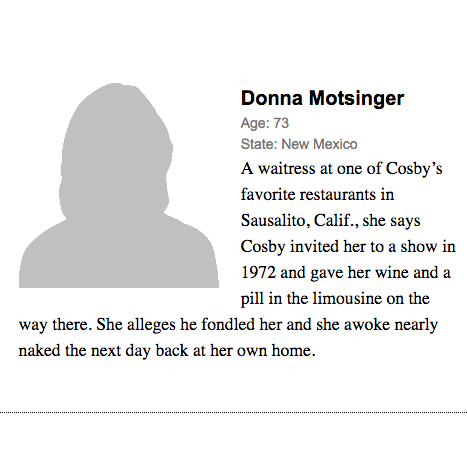 Donna Motsinger
Age: 73
State: New Mexico
A waitress at one of Cosby’s
favorite restaurants in
Sausalito, Calif., she says
Cosby invited her to a show in
1972 and gave her wine and a
pill in the limousine on the
way there. She alleges he fondled her and she awoke nearly
naked the next day back at her own home.